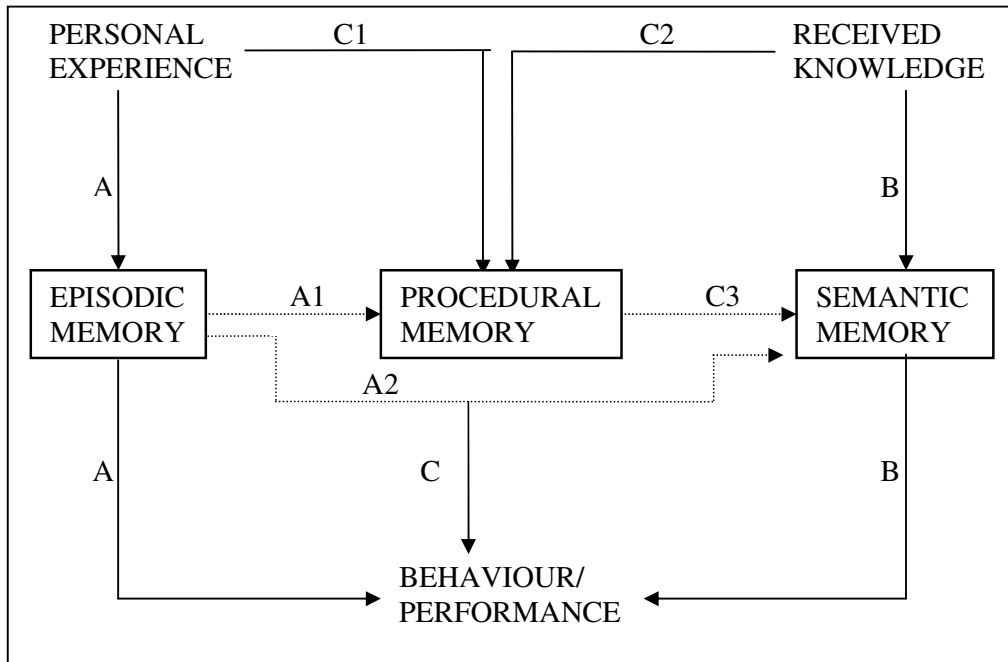 PERSONAL
EXPERIENCE
C1
C2
RECEIVED
KNOWLEDGE
A
B
EPISODIC
MEMORY
A1
PROCEDURAL
MEMORY
C3
SEMANTIC
MEMORY
A2
A
C
B
BEHAVIOUR/
PERFORMANCE